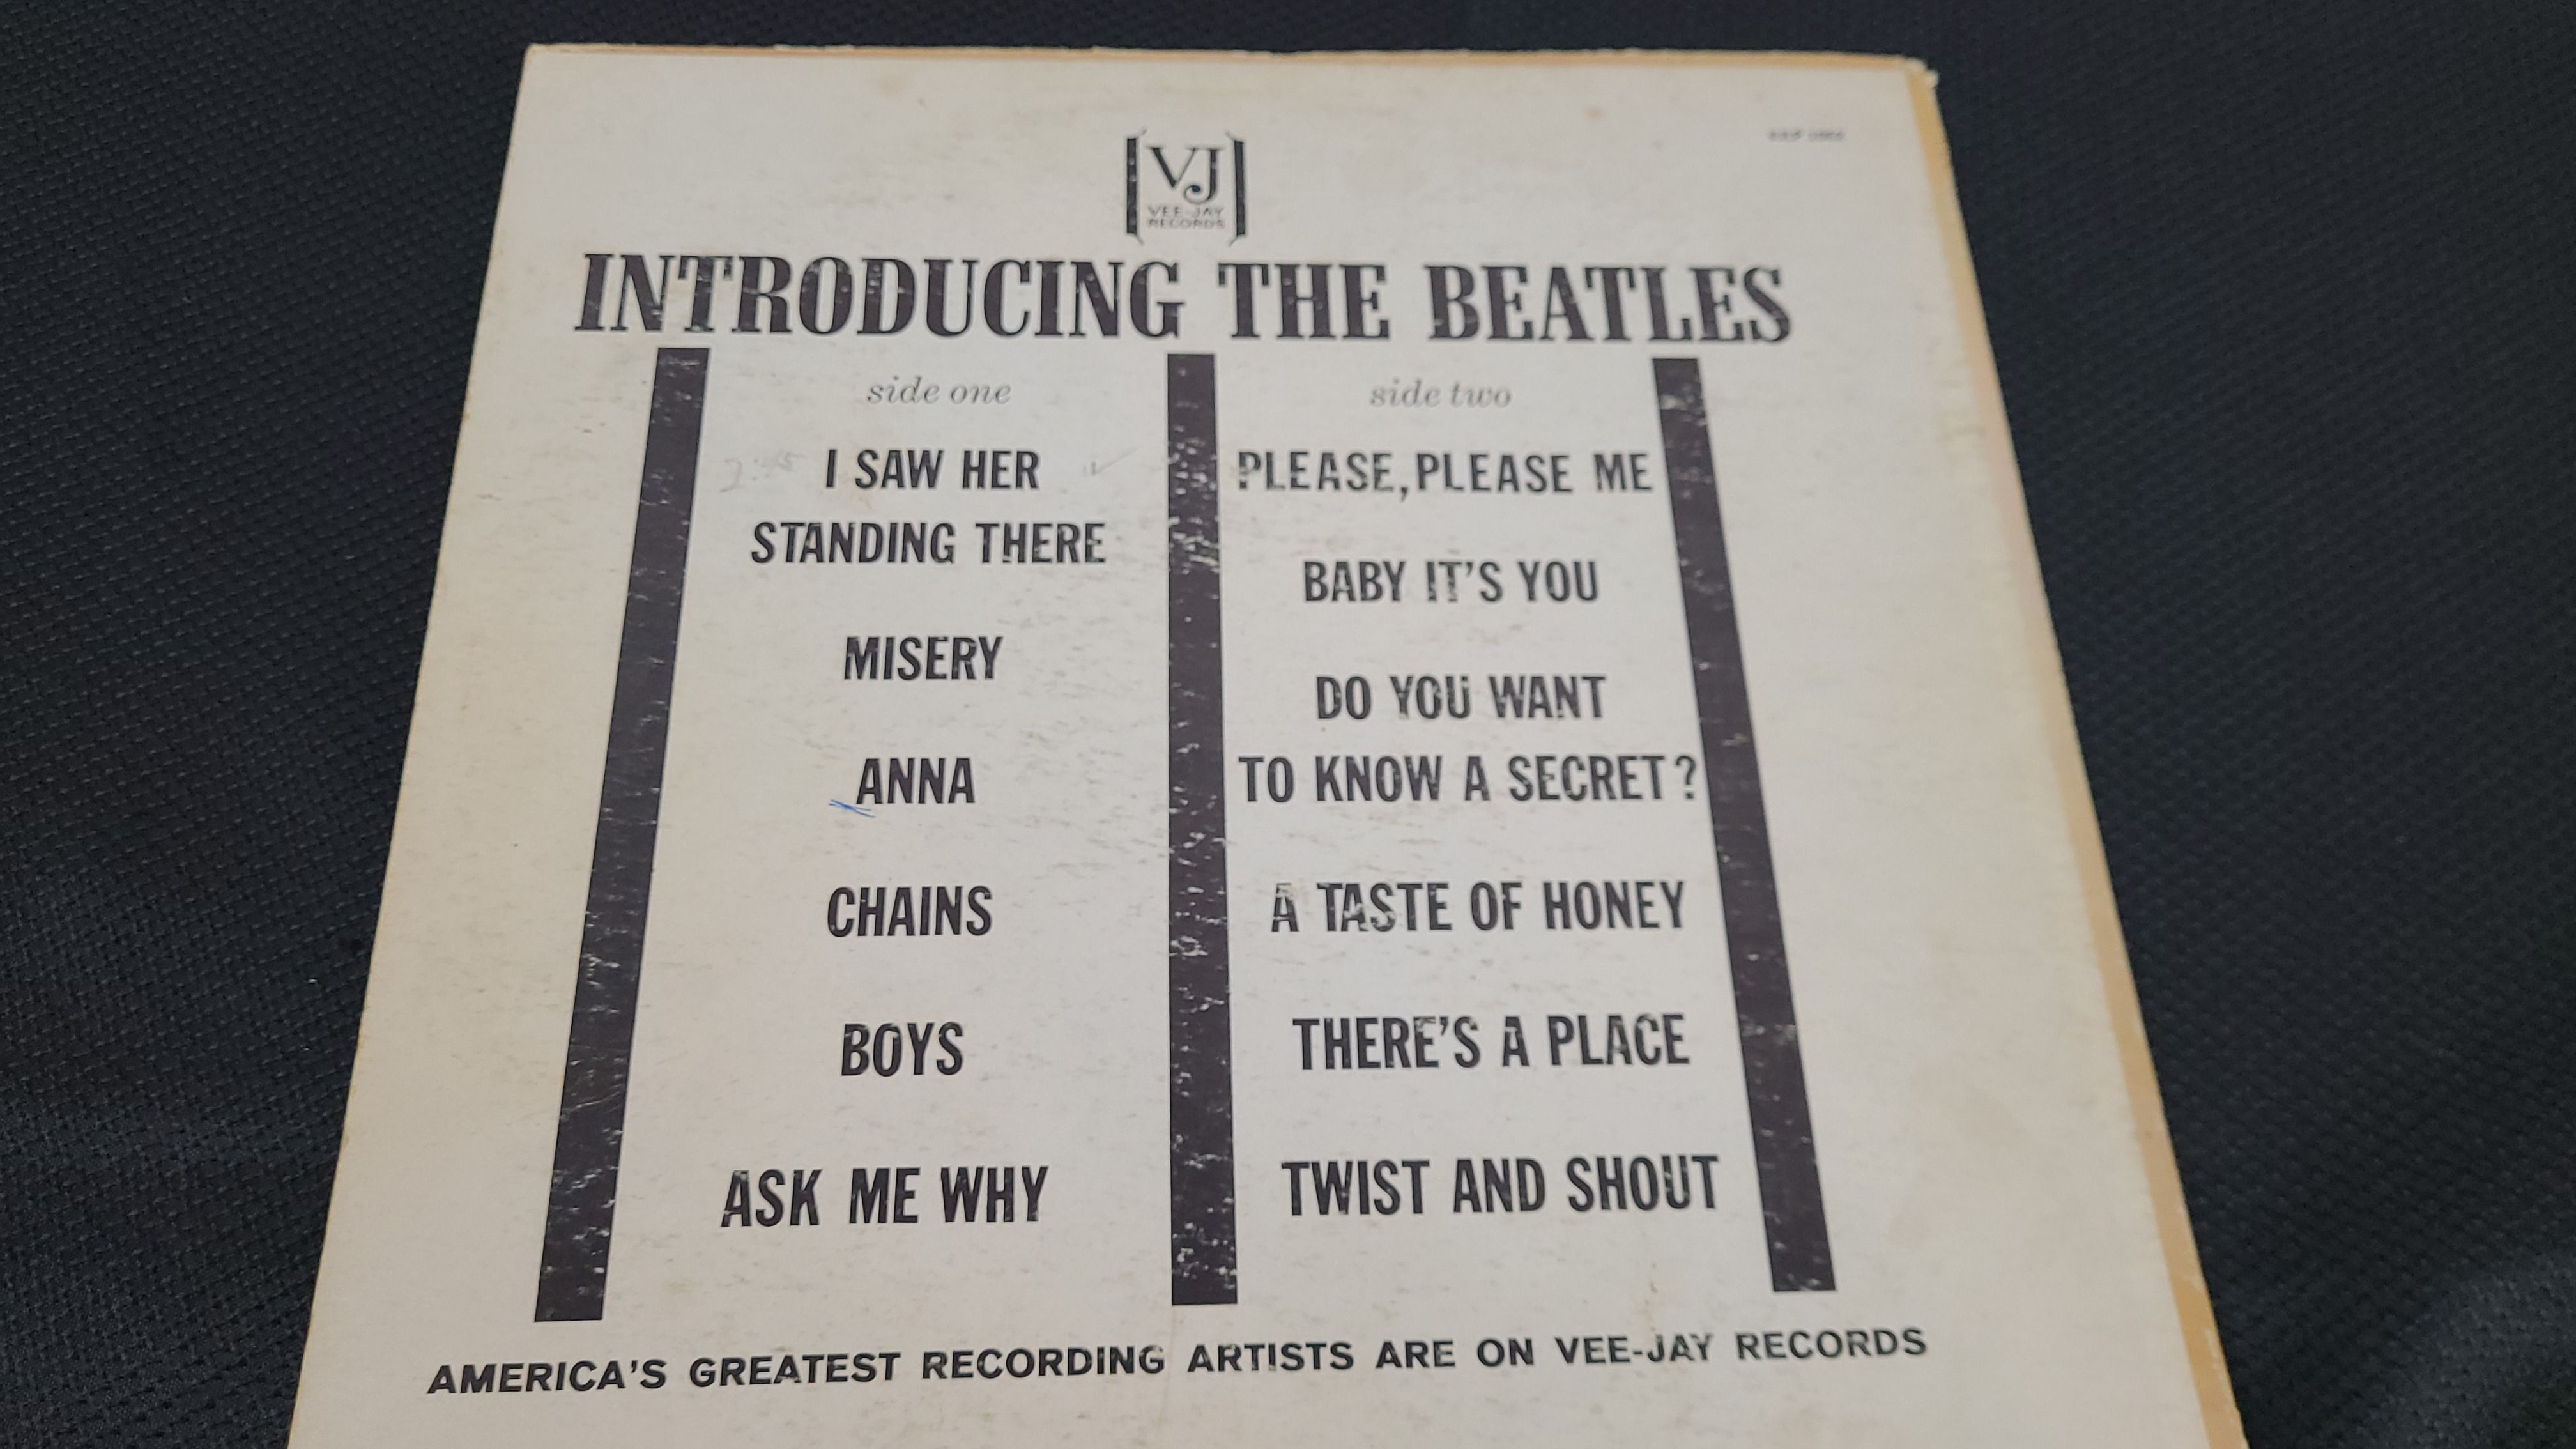 VJ
VEE-JAY
RECORDS
INTRODUCING THE BEATLES
side one
I SAW HER
STANDING THERE
MISERY
ANNA
CHAINS
BOYS
ASK ME WHY
side two
PLEASE, PLEASE ME
BABY IT'S YOU
DO YOU WANT
TO KNOW A SECRET?
A TASTE OF HONEY
THERE'S A PLACE
TWIST AND SHOUT
AMERICA'S GREATEST RECORDING ARTISTS ARE ON VEE-JAY RECORDS